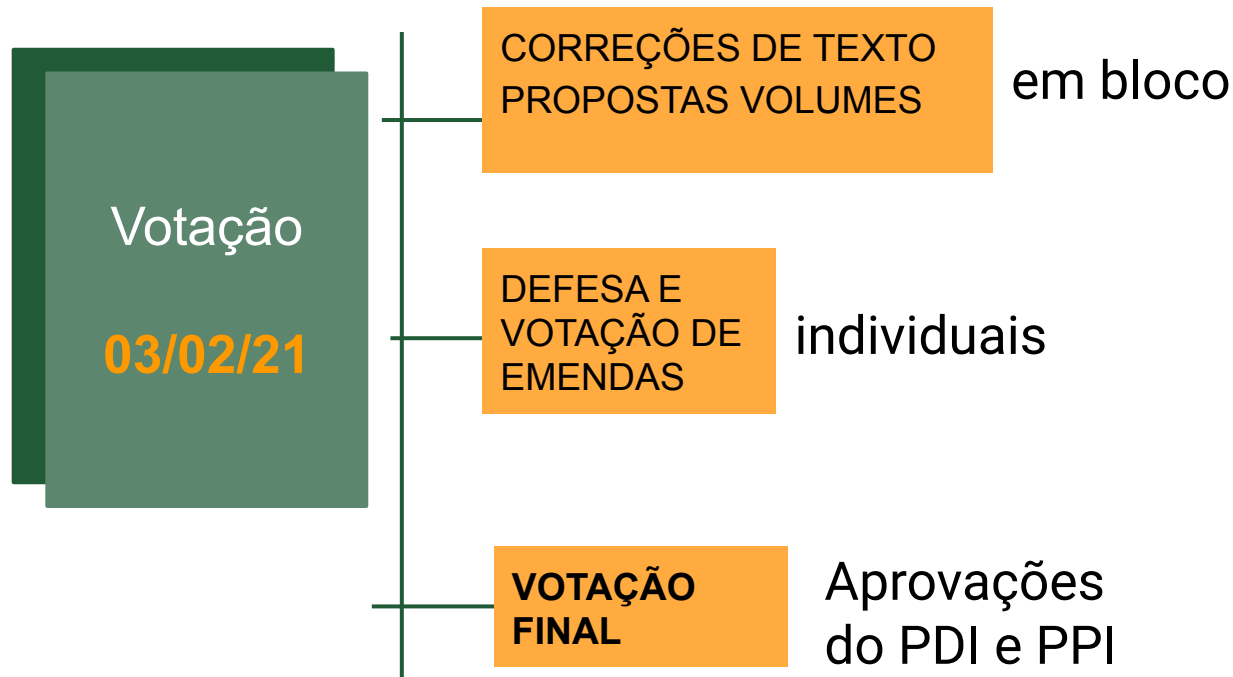 Votação
03/02/21
CORREÇÕES DE TEXTO
PROPOSTAS VOLUMES
em bloco
DEFESA E
VOTAÇÃO DE
EMENDAS
individuais
VOTAÇÃO
FINAL
Aprovações
do PDI e PPI